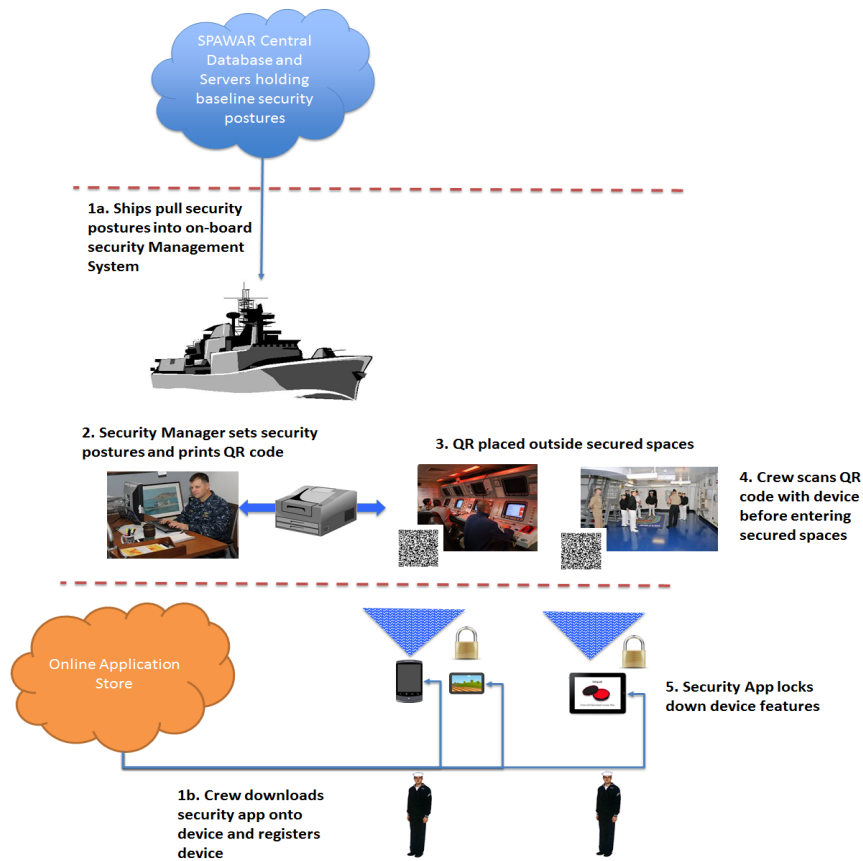 SPAWAR Central
Database and
Servers holding
baseline security
postures
1a. Ships pull security
postures into on-board
security Management
System
2. Security Manager sets security
postures and prints QR code
3. QR placed outside secured spaces
4. Crew scans QR
code with device
before entering
secured spaces
Online Application
Store
5. Security App locks
down device features
1b. Crew downloads
security app onto
device and registers
device